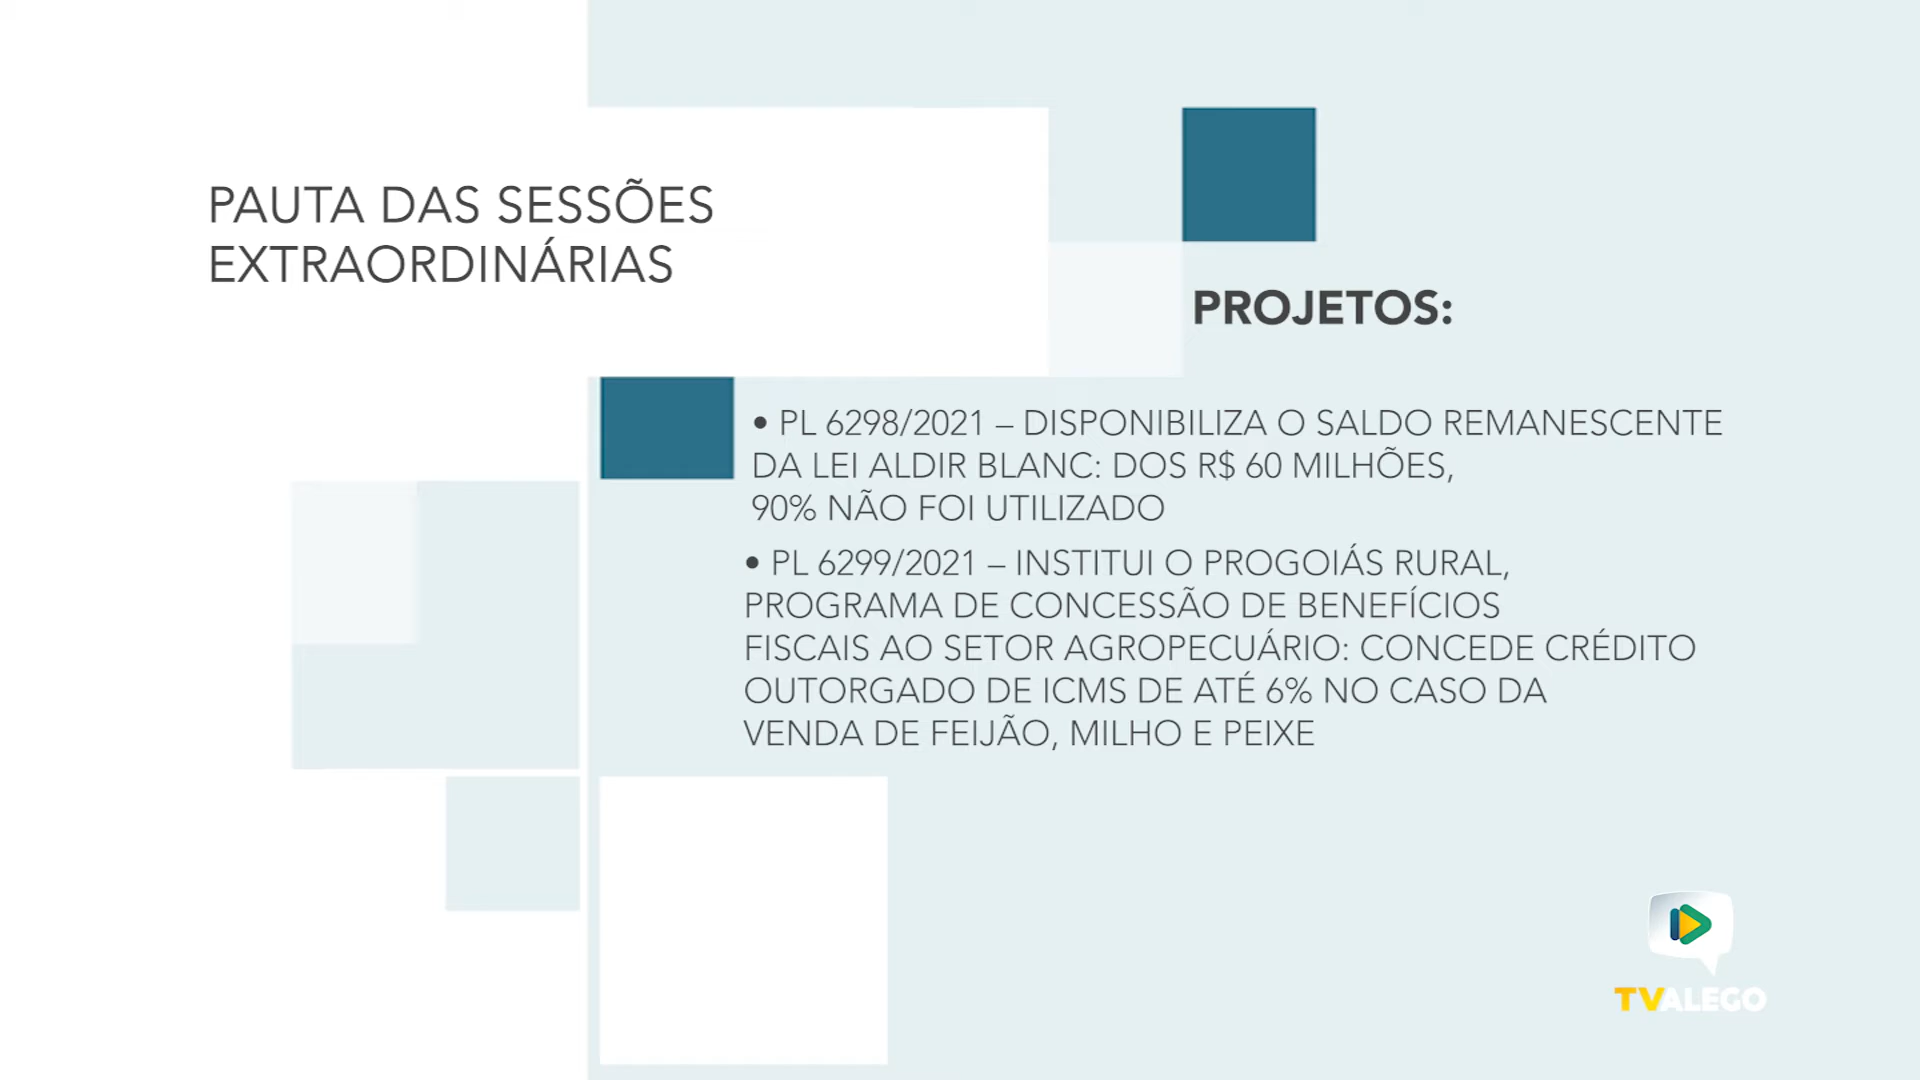 PAUTA DAS SESSÕES
EXTRAORDINÁRIAS
PROJETOS:
• PL 6298/2021 – DISPONIBILIZA O SALDO REMANESCENTE
DA LEI ALDIR BLANC: DOS R$ 60 MILHÕES,
90% NÃO FOI UTILIZADO
• PL 6299/2021 – INSTITUI O PROGOIÁS RURAL,
PROGRAMA DE CONCESSÃO DE BENEFÍCIOS
FISCAIS AO SETOR AGROPECUÁRIO: CONCEDE CRÉDITO
OUTORGADO DE ICMS DE ATÉ 6% NO CASO DA
VENDA DE FEIJÃO, MILHO E PEIXE
TVALEGO